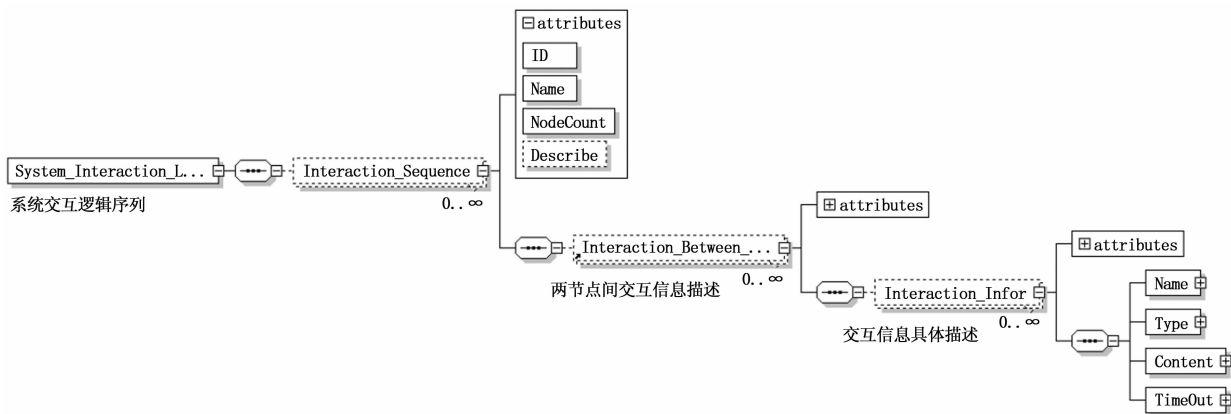 attributes
ID
Name
NodeCount
Describe
System_Interaction_L...
系统交互逻辑序列
Interaction_Sequence
0..∞
attributes
Interaction_Between_...
0..∞
两节点间交互信息描述
attributes
Interaction_Infor
0..∞
交互信息具体描述
Name
Type
Content
TimeOut